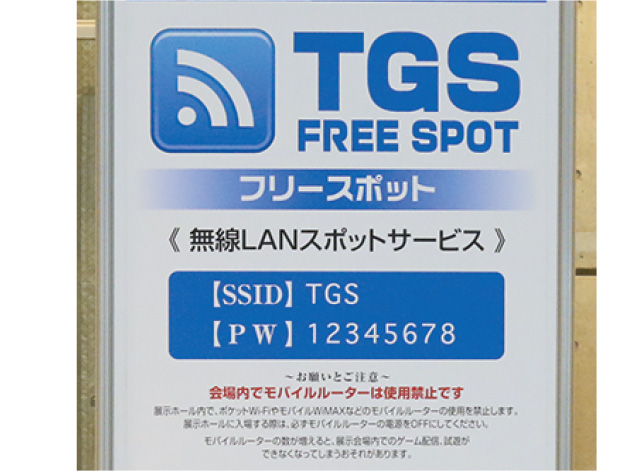 TGS
FREE SPOT
フリースポット
《 無線LANスポットサービス 》
【SSID】 TGS
【PW】 12345678
～お願いとご注意～
会場内でモバイルルーターは使用禁止です
展示ホール内で、ポケットWi-FiやモバイルWiMAXなどのモバイルルーターの使用を禁止します。
展示ホールに入場する際は、必ずモバイルルーターの電源をOFFにしてください。
モバイルルーターの数が増えると、展示会場内でのゲーム配信、試遊が
できなくなってしまうおそれがあります。